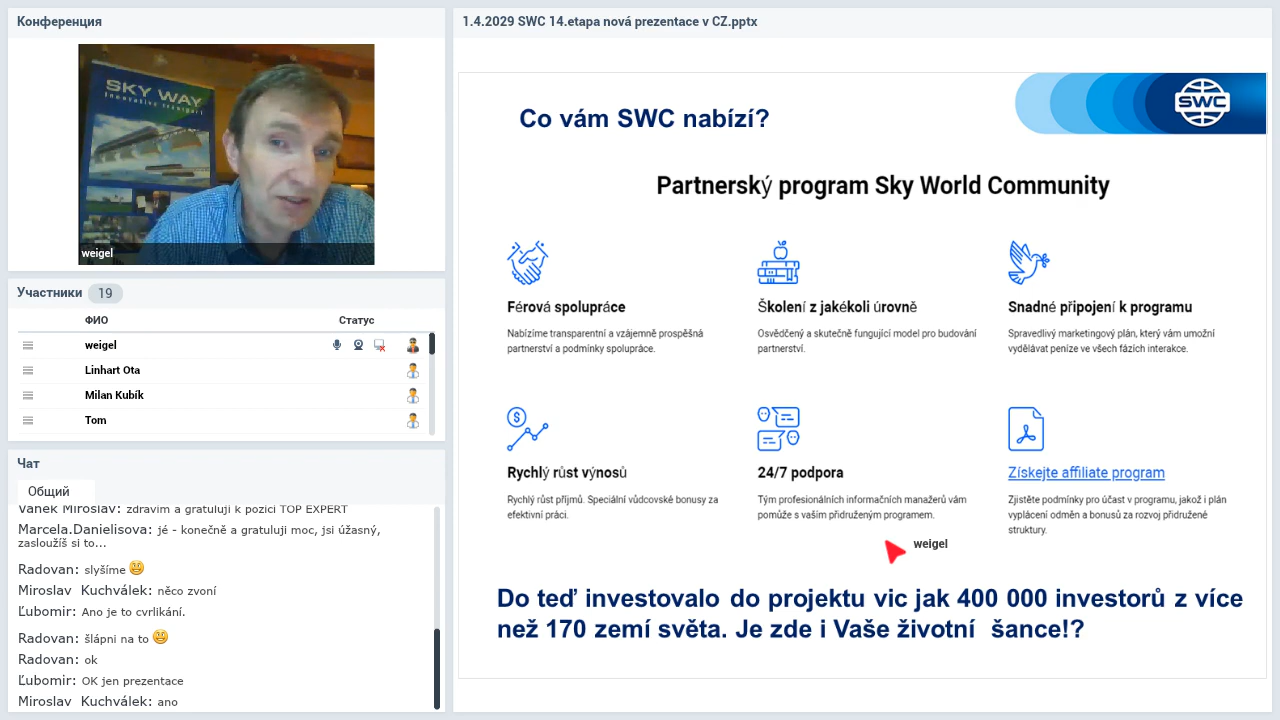 Конференция
SKY WAY
Innovative transport
weigel
Участники 19
ФИО Статус
weigel
Linhart Ota
Milan Kubík
Tom
Чат
Общий
Vanek Miroslav: zdravím a gratuluji k pozici TOP EXPERT
Marcela.Danielisova: jé - konečně a gratuluji moc, jsi úžasný,
zasloužíš si to...
Radovan: slyšíme
Miroslav Kuchválek: něco zvoní
Ľubomir: Ano je to cvrlikání.
Radovan: šlápni na to
Radovan: ok
Ľubomir: OK jen prezentace
Miroslav Kuchválek: ano
1.4.2029 SWC 14.etapa nová prezentace v CZ.pptx
Co vám SWC nabízí?
SWC
Partnerský program Sky World Community
Férová spolupráce
Nabízíme transparentní a vzájemně prospěšná
partnerství a podmínky spolupráce.
Školení z jakékoli úrovně
Osvědčený a skutečně fungující model pro budování
partnerství.
Snadné připojení k programu
Spravedlivý marketingový plán, který vám umožní
vydělávat peníze ve všech fázích interakce.
Rychlý růst výnosů
Rychlý růst příjmů. Speciální vůdcovské bonusy za
efektivní práci.
24/7 podpora
Tým profesionálních informačních manažerů vám
pomůže s vaším přidruženým programem.
Získejte affiliate program
Zjistěte podmínky pro účast v programu, jakož i plán
vyplácení odměn a bonusů za rozvoj přidružené
struktury.
weigel
Do teď investovalo do projektu vic jak 400 000 investorů z více
než 170 zemí světa. Je zde i Vaše životní šance!?